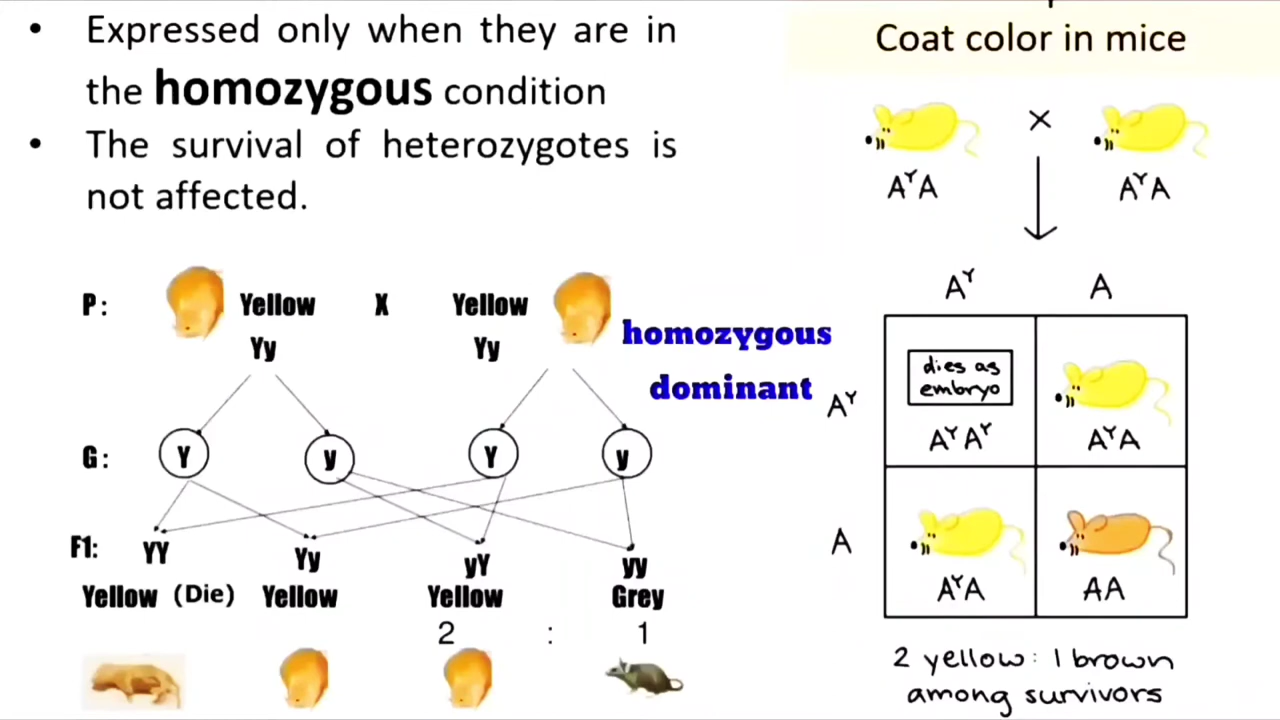 • Expressed only when they are in
the homozygous condition
• The survival of heterozygotes is
not affected.
P: Yellow X Yellow
Yy Yy
homozygous
dominant
G: Y y Y y
F1: YY Yy yY yy
Yellow (Die) Yellow Yellow Grey
2 : 1
Coat color in mice
×
AʸA AʸA
Aʸ A
Aʸ
dies as
embryo
AʸAʸ AʸA
A
AʸA AA
2 yellow : 1 brown
among survivors